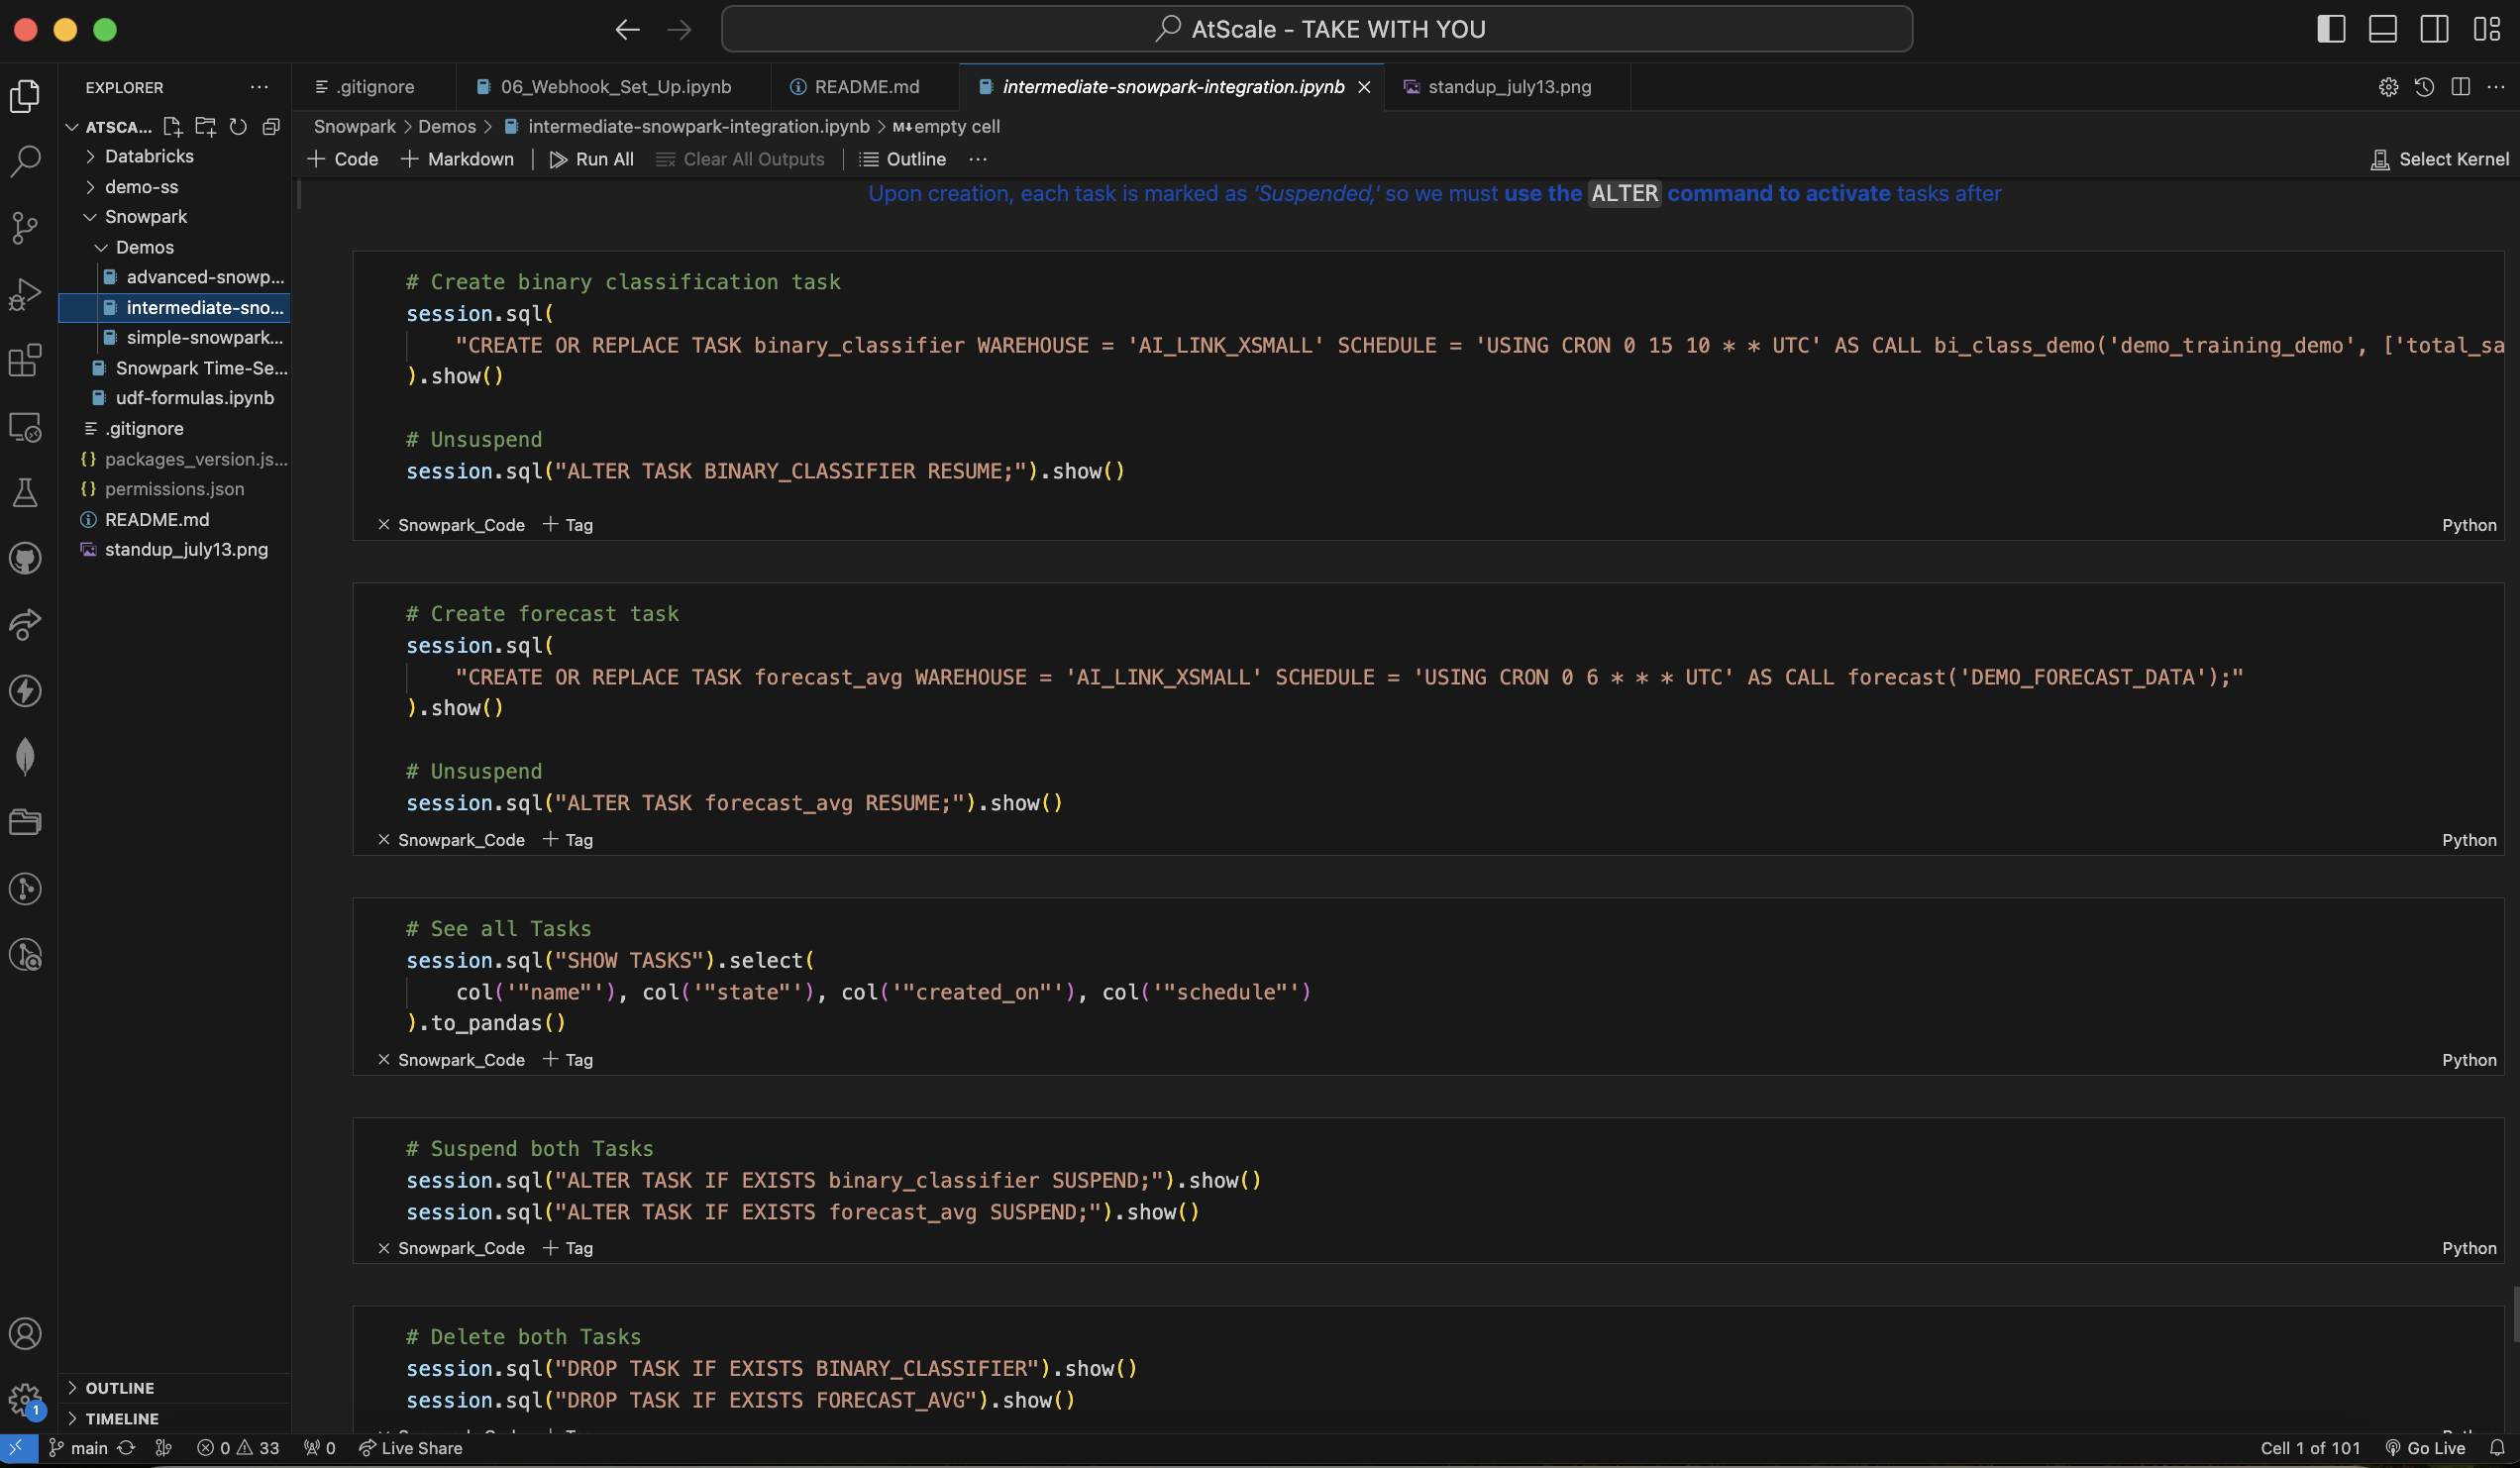 AtScale – TAKE WITH YOU
EXPLORER
.gitignore
06_Webhook_Set_Up.ipynb
README.md
intermediate-snowpark-integration.ipynb
standup_july13.png
ATSCA...
Databricks
demo-ss
Snowpark
Demos
advanced-snowp...
intermediate-sno...
simple-snowpark...
Snowpark Time-Se...
udf-formulas.ipynb
.gitignore
packages_version.js...
permissions.json
README.md
standup_july13.png
OUTLINE
TIMELINE
Snowpark > Demos > intermediate-snowpark-integration.ipynb > M↓empty cell
+ Code + Markdown | Run All Clear All Outputs | Outline ... Select Kernel
Upon creation, each task is marked as 'Suspended,' so we must use the ALTER command to activate tasks after
# Create binary classification task
session.sql(
"CREATE OR REPLACE TASK binary_classifier WAREHOUSE = 'AI_LINK_XSMALL' SCHEDULE = 'USING CRON 0 15 10 * * UTC' AS CALL bi_class_demo('demo_training_demo', ['total_sa
).show()
# Unsuspend
session.sql("ALTER TASK BINARY_CLASSIFIER RESUME;").show()
× Snowpark_Code + Tag Python
# Create forecast task
session.sql(
"CREATE OR REPLACE TASK forecast_avg WAREHOUSE = 'AI_LINK_XSMALL' SCHEDULE = 'USING CRON 0 6 * * * UTC' AS CALL forecast('DEMO_FORECAST_DATA');"
).show()
# Unsuspend
session.sql("ALTER TASK forecast_avg RESUME;").show()
× Snowpark_Code + Tag Python
# See all Tasks
session.sql("SHOW TASKS").select(
col('"name"'), col('"state"'), col('"created_on"'), col('"schedule"')
).to_pandas()
× Snowpark_Code + Tag Python
# Suspend both Tasks
session.sql("ALTER TASK IF EXISTS binary_classifier SUSPEND;").show()
session.sql("ALTER TASK IF EXISTS forecast_avg SUSPEND;").show()
× Snowpark_Code + Tag Python
# Delete both Tasks
session.sql("DROP TASK IF EXISTS BINARY_CLASSIFIER").show()
session.sql("DROP TASK IF EXISTS FORECAST_AVG").show()
1
main 0 33 0 Live Share Cell 1 of 101 Go Live